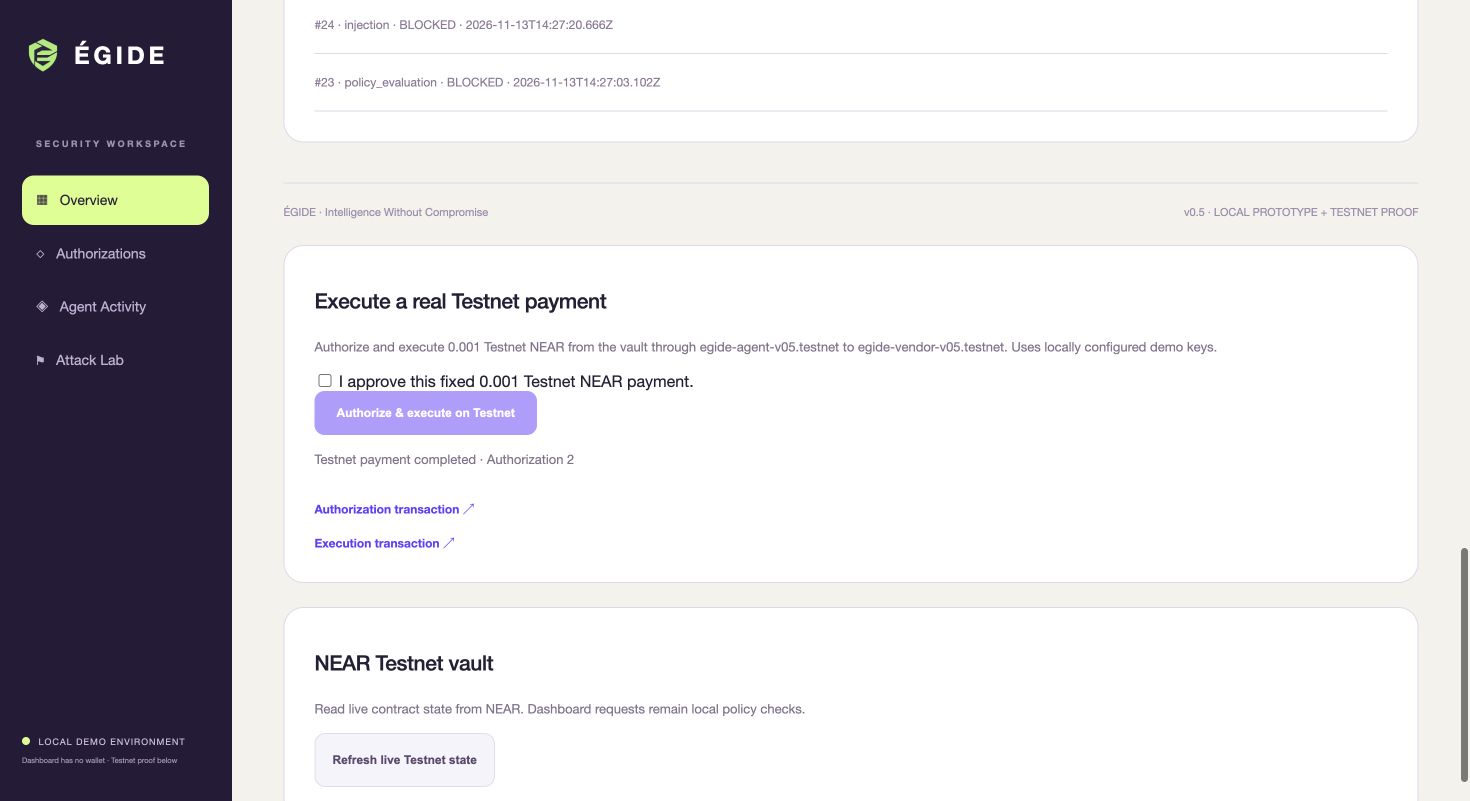 ÉGIDE
SECURITY WORKSPACE
Overview
Authorizations
Agent Activity
Attack Lab
LOCAL DEMO ENVIRONMENT
Dashboard has no wallet · Testnet proof below
#24 · injection · BLOCKED · 2026-11-13T14:27:20.666Z
#23 · policy_evaluation · BLOCKED · 2026-11-13T14:27:03.102Z
ÉGIDE · Intelligence Without Compromise
v0.5 · LOCAL PROTOTYPE + TESTNET PROOF
Execute a real Testnet payment
Authorize and execute 0.001 Testnet NEAR from the vault through egide-agent-v05.testnet to egide-vendor-v05.testnet. Uses locally configured demo keys.
I approve this fixed 0.001 Testnet NEAR payment.
Authorize & execute on Testnet
Testnet payment completed · Authorization 2
Authorization transaction ↗
Execution transaction ↗
NEAR Testnet vault
Read live contract state from NEAR. Dashboard requests remain local policy checks.
Refresh live Testnet state